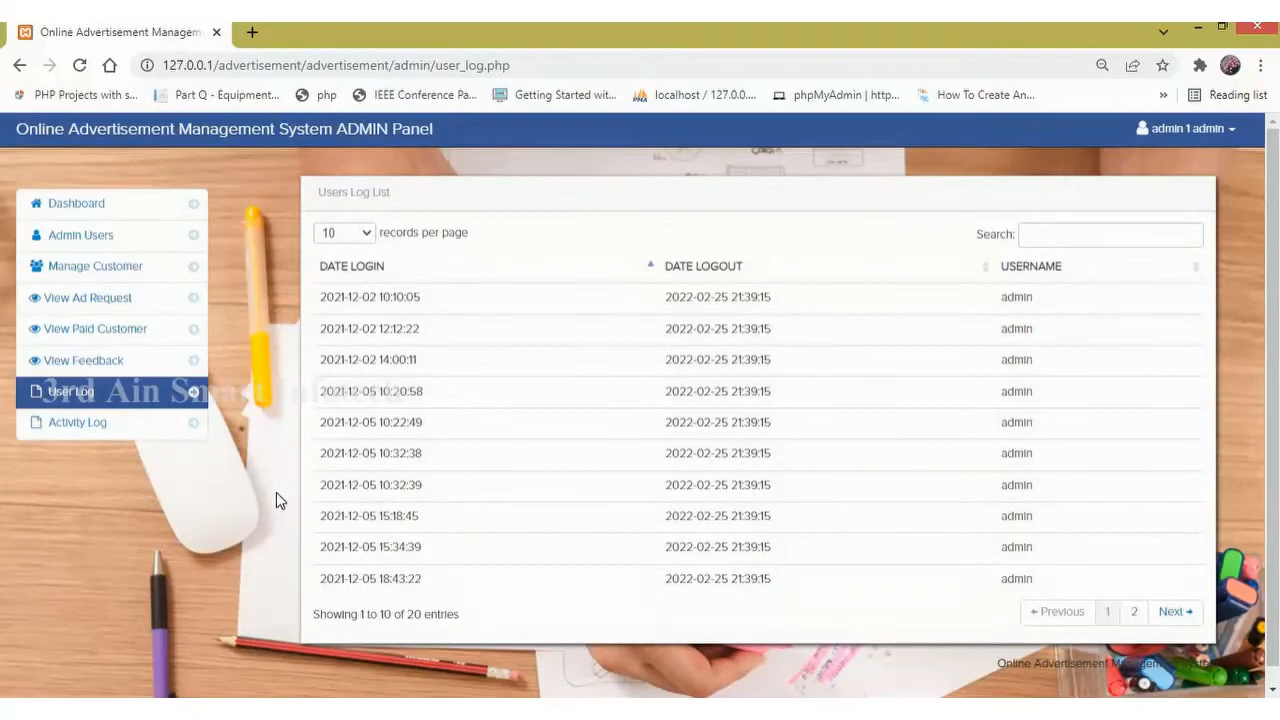 Online Advertisement Managem
127.0.0.1/advertisement/advertisement/admin/user_log.php
PHP Projects with s... Part Q - Equipment... php IEEE Conference Pa... Getting Started wit... localhost / 127.0.0.... phpMyAdmin | http... How To Create An... » Reading list
Online Advertisement Management System ADMIN Panel
admin 1 admin
Dashboard
Admin Users
Manage Customer
View Ad Request
View Paid Customer
View Feedback
User Log
Activity Log
3rd Ain Smart
Users Log List
10 records per page
Search:
DATE LOGIN DATE LOGOUT USERNAME
2021-12-02 10:10:05 2022-02-25 21:39:15 admin
2021-12-02 12:12:22 2022-02-25 21:39:15 admin
2021-12-02 14:00:11 2022-02-25 21:39:15 admin
2021-12-05 10:20:58 2022-02-25 21:39:15 admin
2021-12-05 10:22:49 2022-02-25 21:39:15 admin
2021-12-05 10:32:38 2022-02-25 21:39:15 admin
2021-12-05 10:32:39 2022-02-25 21:39:15 admin
2021-12-05 15:18:45 2022-02-25 21:39:15 admin
2021-12-05 15:34:39 2022-02-25 21:39:15 admin
2021-12-05 18:43:22 2022-02-25 21:39:15 admin
Showing 1 to 10 of 20 entries
← Previous 1 2 Next →
Online Advertisement Management System